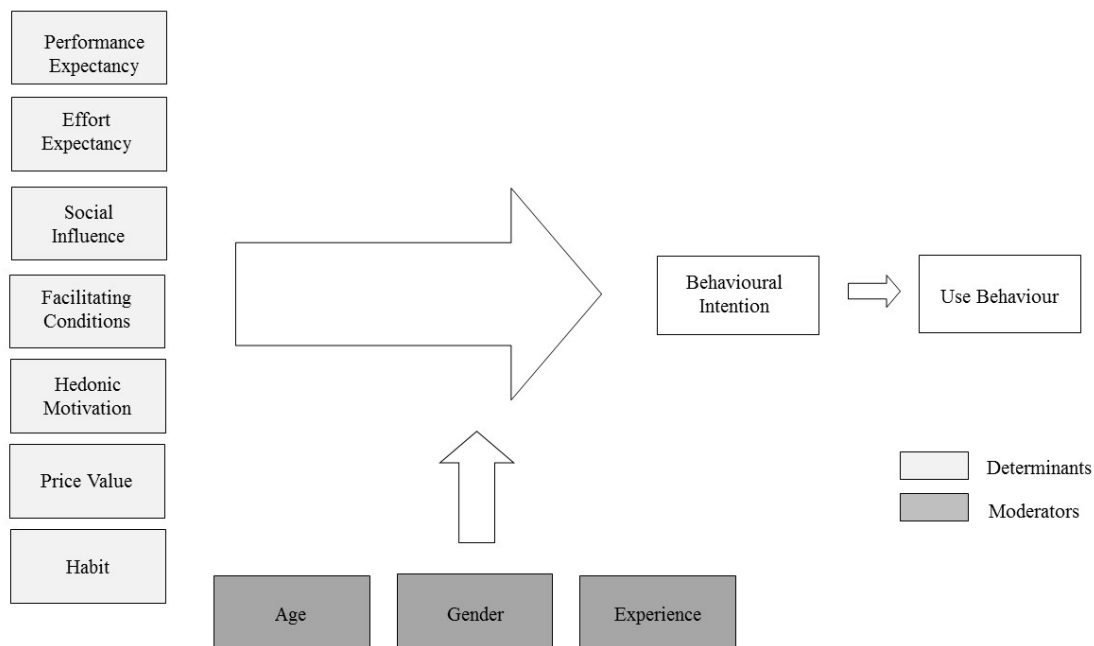 Performance
Expectancy
Effort
Expectancy
Social
Influence
Facilitating
Conditions
Hedonic
Motivation
Price Value
Habit
Behavioural
Intention
Use Behaviour
Determinants
Moderators
Age
Gender
Experience